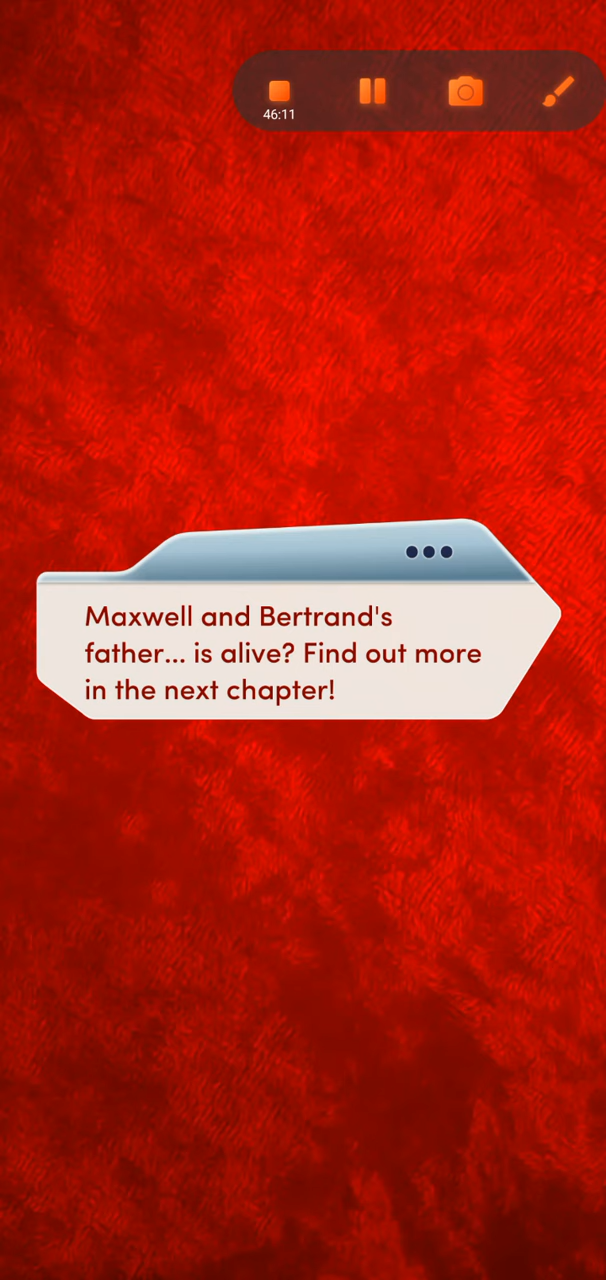 46:11
Maxwell and Bertrand's
father... is alive? Find out more
in the next chapter!